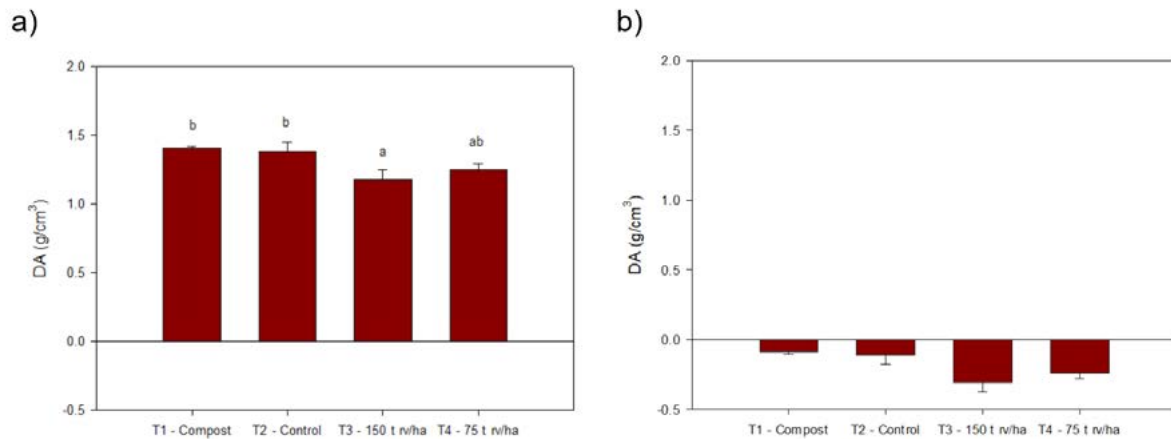 a)
DA (g/cm³)
2.0
1.5
1.0
0.5
0.0
-0.5
b
b
a
ab
T1 - Compost T2 - Control T3 - 150 t rv/ha T4 - 75 t rv/ha
b)
DA (g/cm³)
2.0
1.5
1.0
0.5
0.0
-0.5
T1 - Compost T2 - Control T3 - 150 t rv/ha T4 - 75 t rv/ha